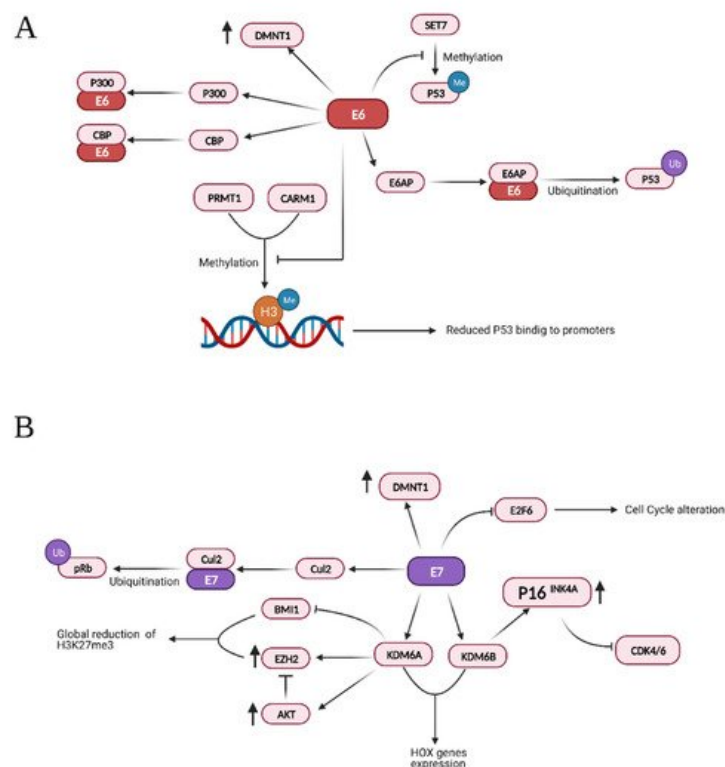 A
SET7
DMNT1
Methylation
P300
E6
P300
P53
Me
E6
CBP
E6
CBP
E6AP
E6AP
E6
Ubiquitination
P53
Ub
PRMT1
CARM1
Methylation
H3
Me
Reduced P53 bindig to promoters
B
DMNT1
E2F6
Cell Cycle alteration
Ub
pRb
Ubiquitination
Cul2
E7
Cul2
E7
P16 INK4A
BMI1
Global reduction of
H3K27me3
EZH2
KDM6A
KDM6B
CDK4/6
AKT
HOX genes
expression